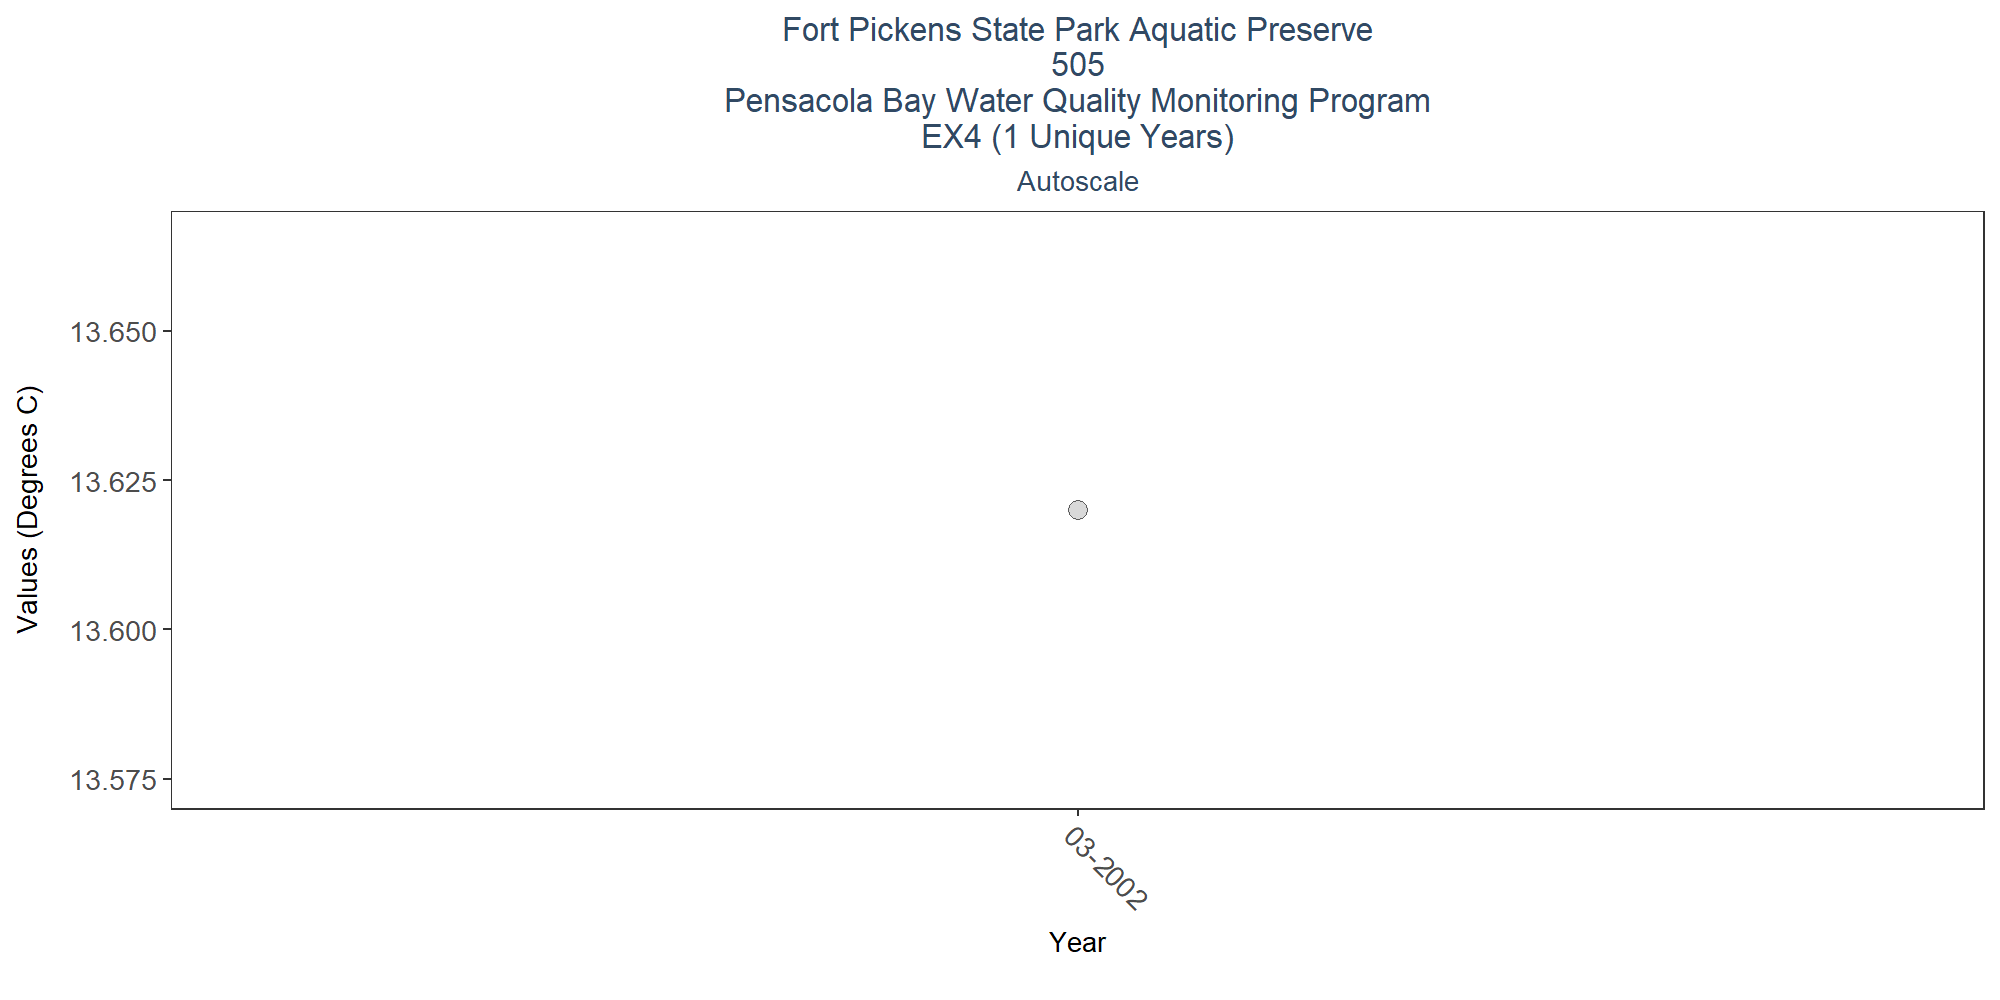 Fort Pickens State Park Aquatic Preserve
505
Pensacola Bay Water Quality Monitoring Program
EX4 (1 Unique Years)
Autoscale
Values (Degrees C)
13.650
13.625
13.600
13.575
03-2002
Year